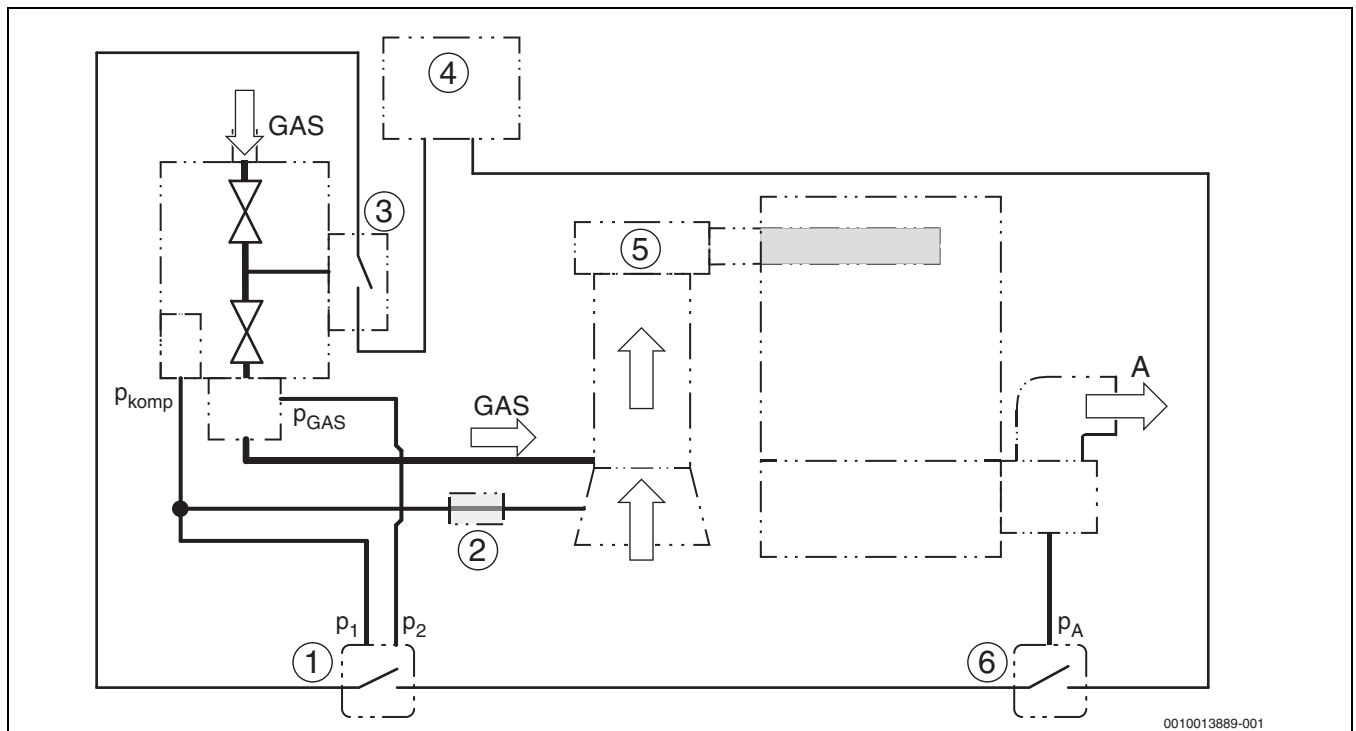 ④
GAS
③
⑤
A
p_komp
p_GAS
GAS
②
p₁ p₂
p_A
①
⑥
0010013889-001